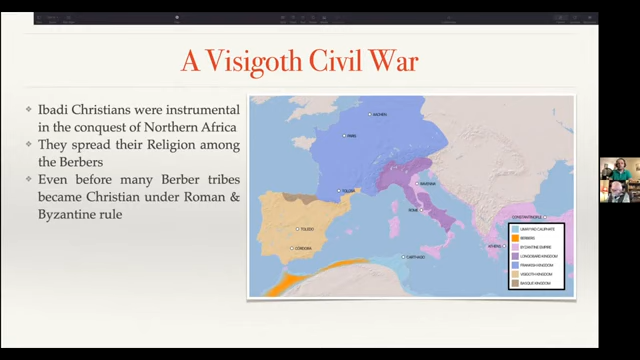 A Visigoth Civil War
Ibadi Christians were instrumental
in the conquest of Northern Africa
They spread their Religion among
the Berbers
Even before many Berber tribes
became Christian under Roman &
Byzantine rule
AACHEN
PARIS
TOLOSA
RAVENNA
ROME
CONSTANTINOPLE
TOLEDO
CORDOBA
CARTHAGO
ATHENS
UMAYYAD CALIPHATE
BERBERS
BYZANTINE EMPIRE
LONGOBARD KINGDOM
FRANKISH KINGDOM
VISIGOTH KINGDOM
BASQUE KINGDOM